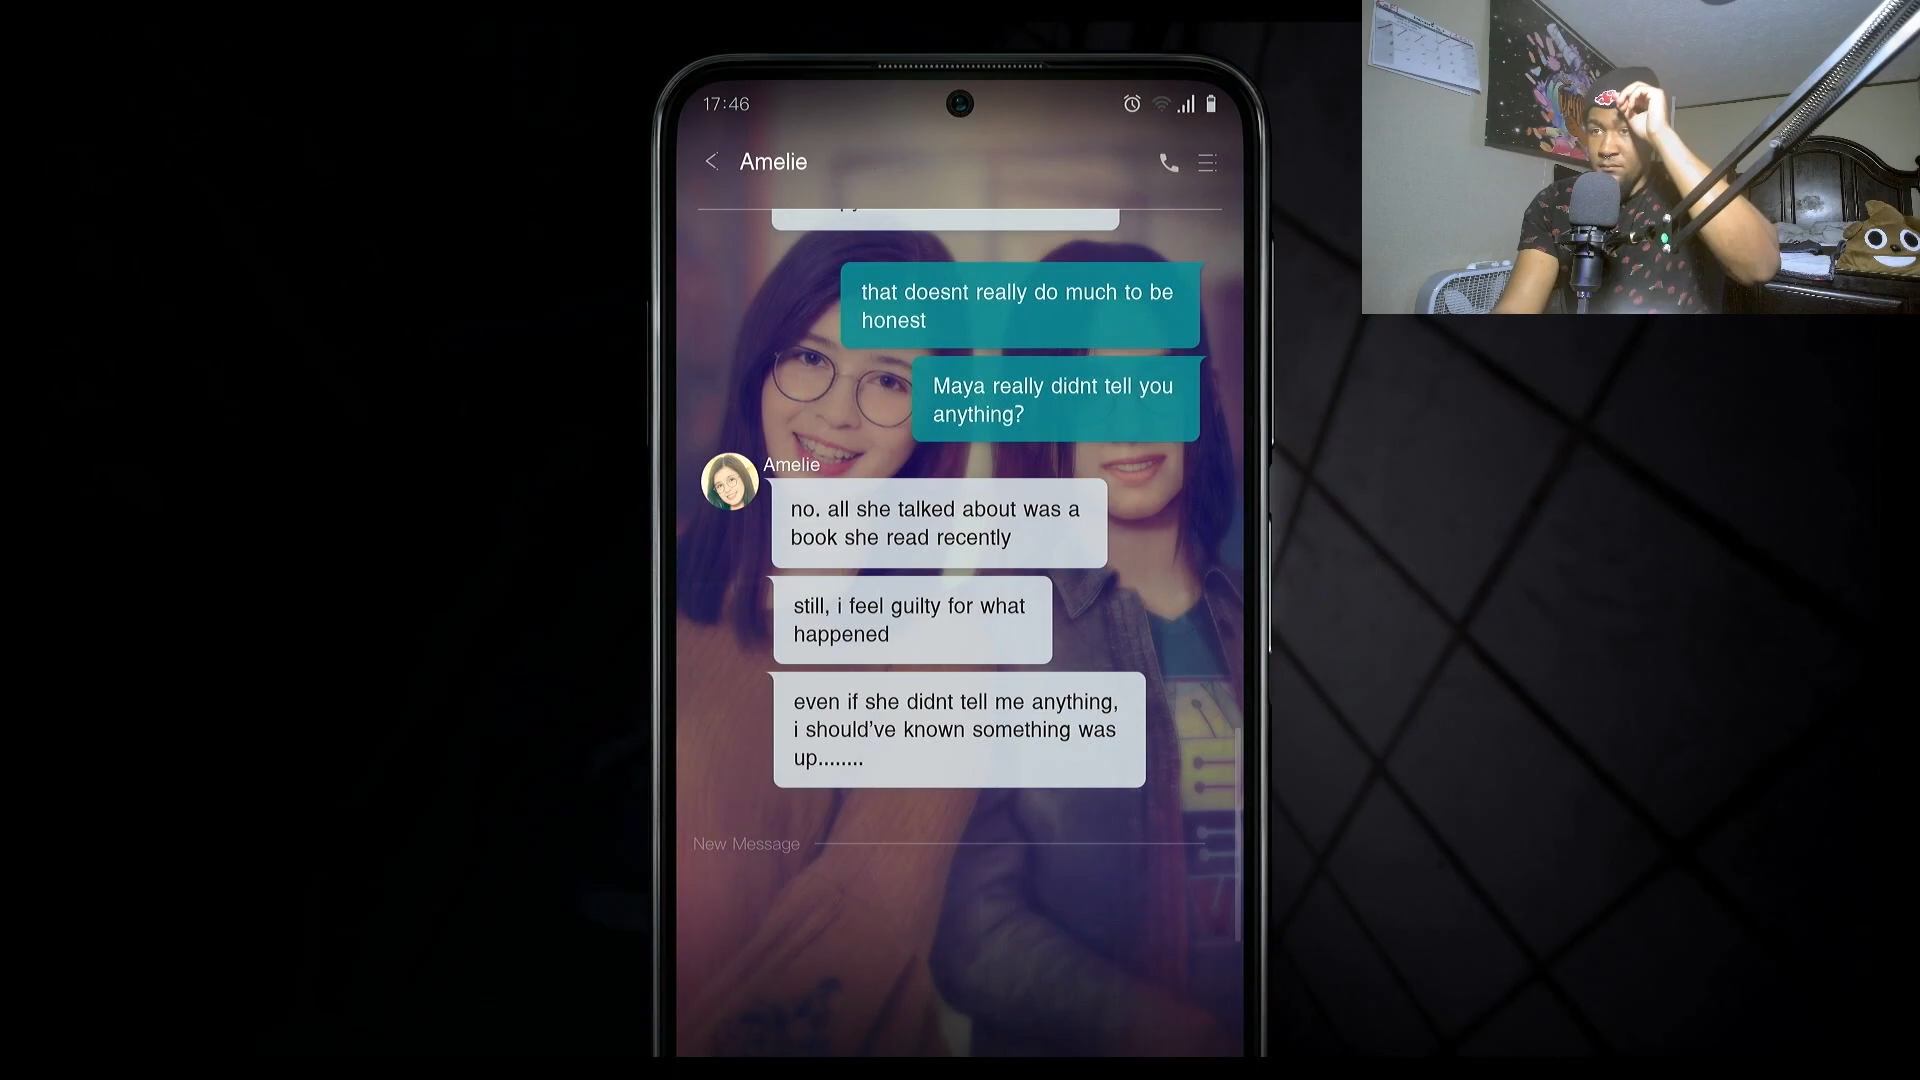 17:46
Amelie
that doesnt really do much to be
honest
Maya really didnt tell you
anything?
Amelie
no. all she talked about was a
book she read recently
still, i feel guilty for what
happened
even if she didnt tell me anything,
i should've known something was
up........
New Message